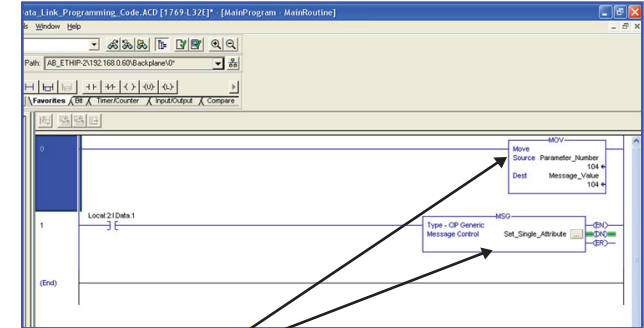 ata_Link_Programming_Code.ACD [1769-L32E]* - [MainProgram - MainRoutine]
ls Window Help
Path: AB_ETHIP-2\192.168.0.60\Backplane\0*
Favorites Bit Timer/Counter Input/Output Compare
0
MOV
Move
Source Parameter_Number
104
Dest Message_Value
104
1
Local:2:I.Data.1
MSG
Type - CIP Generic
Message Control Set_Single_Attribute ...
EN
DN
ER
(End)